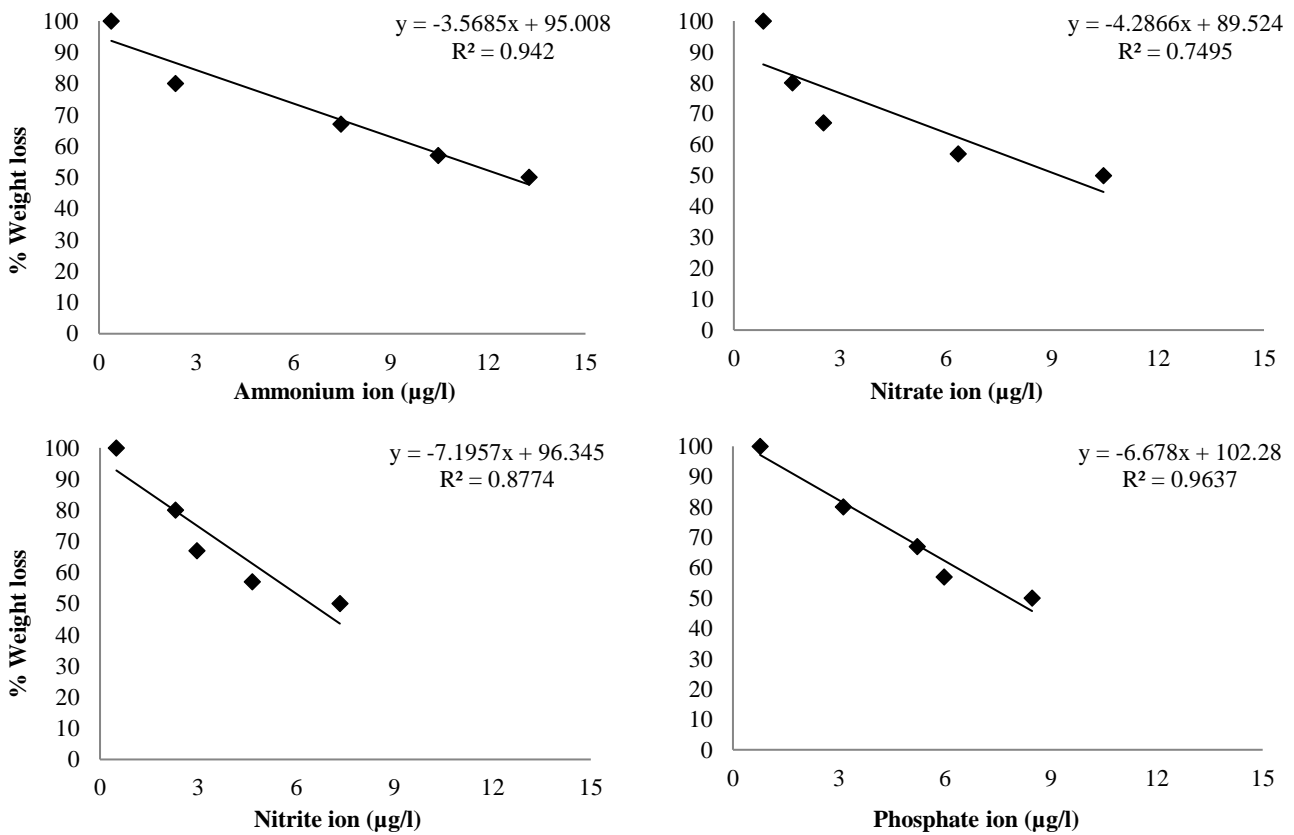 y = -3.5685x + 95.008
R² = 0.942
100
90
80
70
60
50
40
30
20
10
0
% Weight loss
0 3 6 9 12 15
Ammonium ion (µg/l)
y = -4.2866x + 89.524
R² = 0.7495
100
90
80
70
60
50
40
30
20
10
0
0 3 6 9 12 15
Nitrate ion (µg/l)
y = -7.1957x + 96.345
R² = 0.8774
100
90
80
70
60
50
40
30
20
10
0
% Weight loss
0 3 6 9 12 15
Nitrite ion (µg/l)
y = -6.678x + 102.28
R² = 0.9637
100
90
80
70
60
50
40
30
20
10
0
0 3 6 9 12 15
Phosphate ion (µg/l)